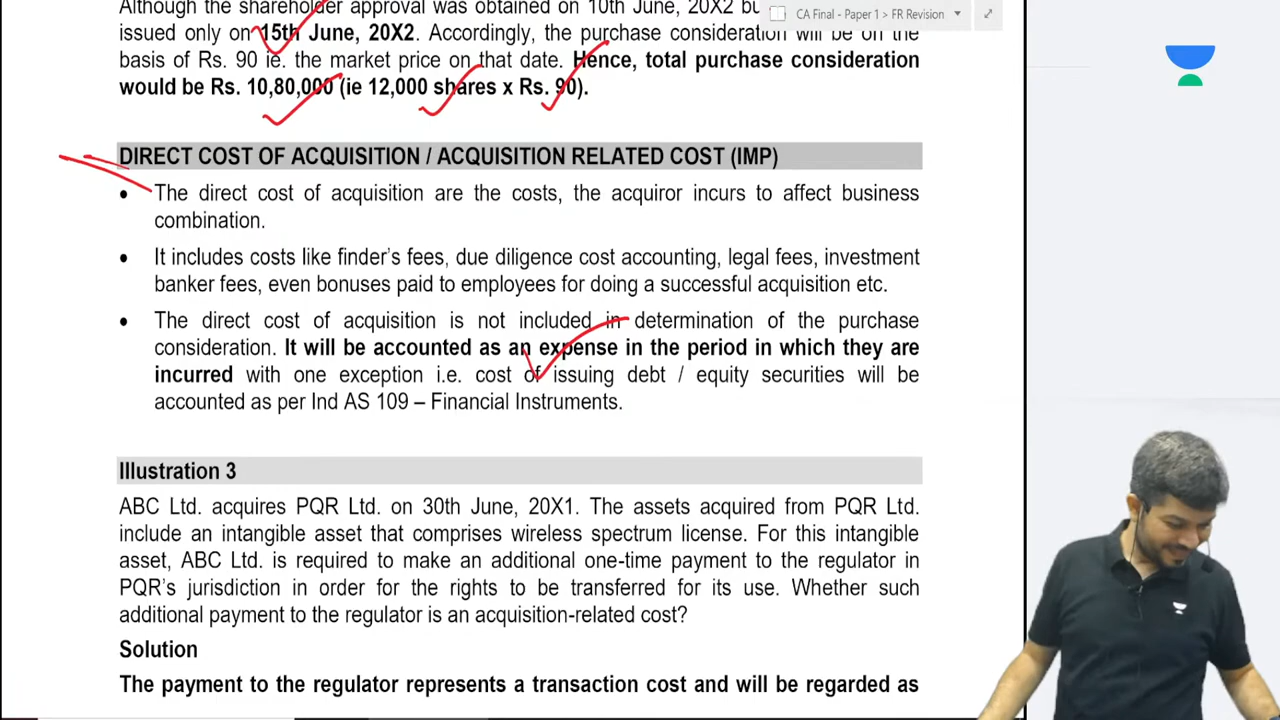 Although the shareholder approval was obtained on 10th June, 20X2 bu
CA Final - Paper 1 > FR Revision
issued only on 15th June, 20X2. Accordingly, the purchase consideration will be on the
basis of Rs. 90 ie. the market price on that date. Hence, total purchase consideration
would be Rs. 10,80,000 (ie 12,000 shares x Rs. 90).
DIRECT COST OF ACQUISITION / ACQUISITION RELATED COST (IMP)
• The direct cost of acquisition are the costs, the acquiror incurs to affect business
combination.
• It includes costs like finder's fees, due diligence cost accounting, legal fees, investment
banker fees, even bonuses paid to employees for doing a successful acquisition etc.
• The direct cost of acquisition is not included in determination of the purchase
consideration. It will be accounted as an expense in the period in which they are
incurred with one exception i.e. cost of issuing debt / equity securities will be
accounted as per Ind AS 109 – Financial Instruments.
Illustration 3
ABC Ltd. acquires PQR Ltd. on 30th June, 20X1. The assets acquired from PQR Ltd.
include an intangible asset that comprises wireless spectrum license. For this intangible
asset, ABC Ltd. is required to make an additional one-time payment to the regulator in
PQR's jurisdiction in order for the rights to be transferred for its use. Whether such
additional payment to the regulator is an acquisition-related cost?
Solution
The payment to the regulator represents a transaction cost and will be regarded as